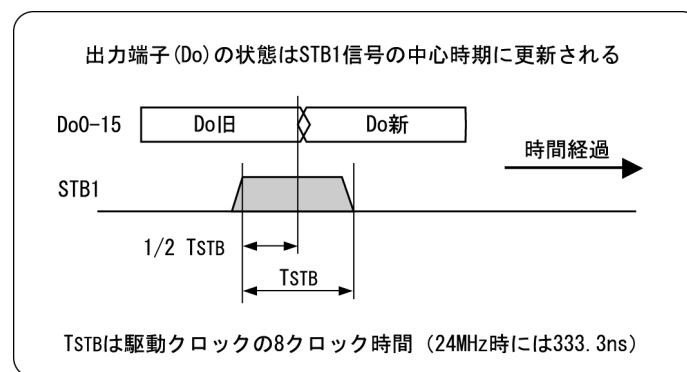 出力端子(Do)の状態はSTB1信号の中心時期に更新される
Do0-15
Do旧
Do新
時間経過
STB1
1/2 TSTB
TSTB
TSTBは駆動クロックの8クロック時間（24MHz時には333.3ns）